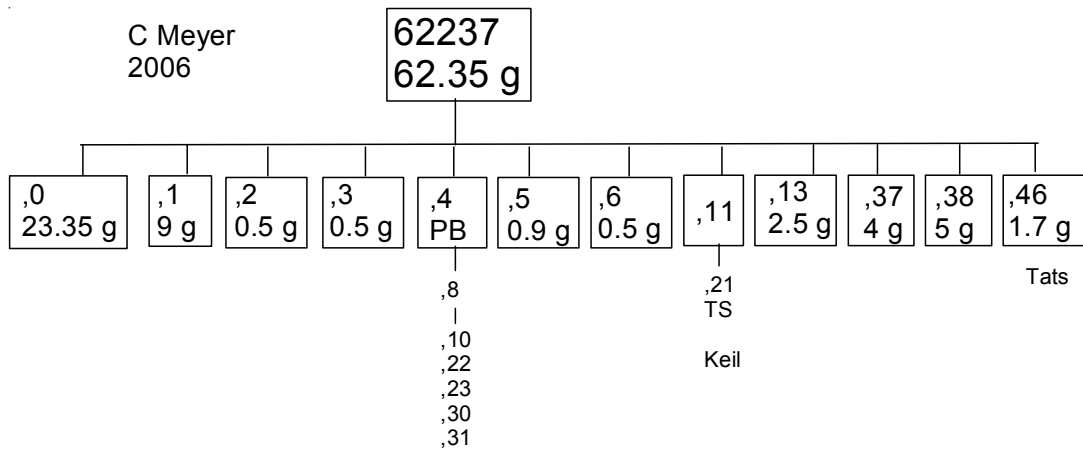 C Meyer
2006
62237
62.35 g
,0
23.35 g
,1
9 g
,2
0.5 g
,3
0.5 g
,4
PB
,5
0.9 g
,6
0.5 g
,11
,13
2.5 g
,37
4 g
,38
5 g
,46
1.7 g
,8
,10
,22
,23
,30
,31
,21
TS
Keil
Tats